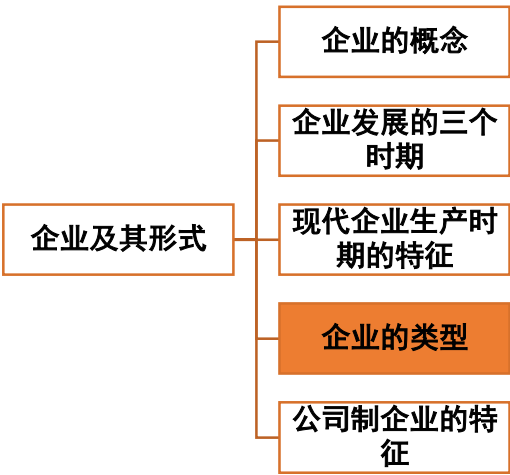 企业的概念
企业发展的三个
时期
现代企业生产时
期的特征
企业及其形式
企业的类型
公司制企业的特
征